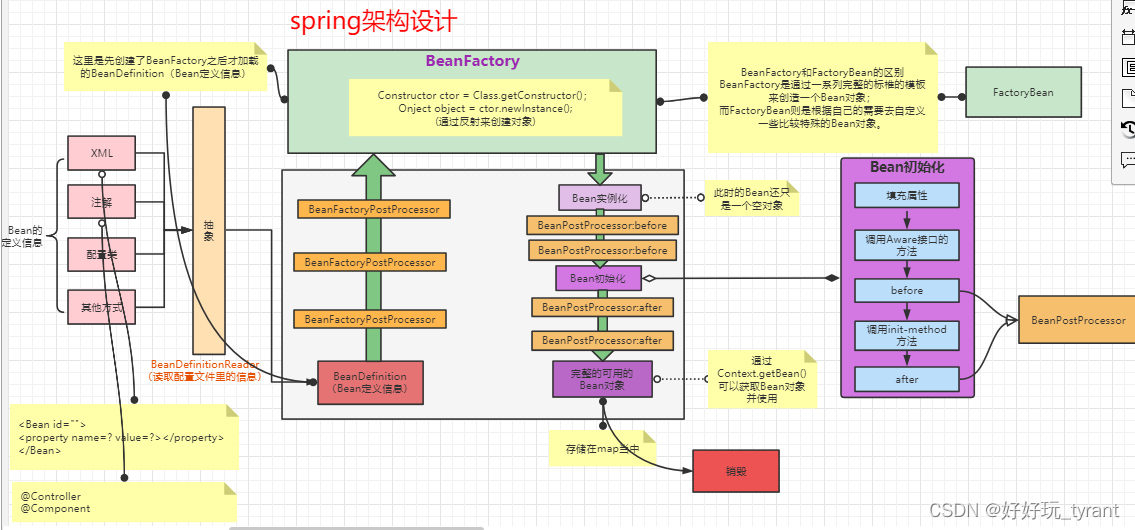 spring架构设计
这里是先创建了BeanFactory之后才加载
的BeanDefinition（Bean定义信息）
BeanFactory
Constructor ctor = Class.getConstructor();
Onject object = ctor.newInstance();
(通过反射来创建对象)
BeanFactory和FactoryBean的区别
BeanFactory是通过一系列完整的标椎的模板
来创造一个Bean对象;
而FactoryBean则是根据自己的需要去自定义
一些比较特殊的Bean对象。
FactoryBean
Bean的
定义信息
XML
注解
配置类
其他方式
抽
象
BeanDefinitionReader
（读取配置文件里的信息）
BeanFactoryPostProcessor
BeanFactoryPostProcessor
BeanFactoryPostProcessor
BeanDefinition
（Bean定义信息）
Bean实例化
此时的Bean还只
是一个空对象
BeanPostProcessor:before
BeanPostProcessor:before
Bean初始化
BeanPostProcessor:after
BeanPostProcessor:after
完整的可用的
Bean对象
通过
Context.getBean()
可以获取Bean对象
并使用
存储在map当中
销毁
Bean初始化
填充属性
调用Aware接口的
方法
before
调用init-method
方法
after
BeanPostProcessor
<Bean id="">
<property name=? value=?></property>
</Bean>
@Controller
@Component
CSDN @好好玩_tyrant